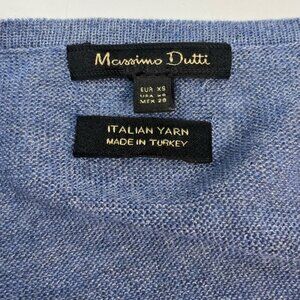 Massimo Dutti
EUR XS
USA XS
MEX 26
ITALIAN YARN
MADE IN TURKEY